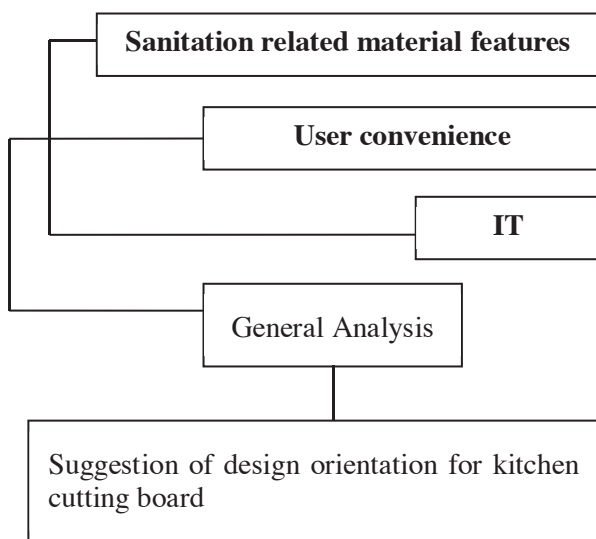 Sanitation related material features
User convenience
IT
General Analysis
Suggestion of design orientation for kitchen
cutting board